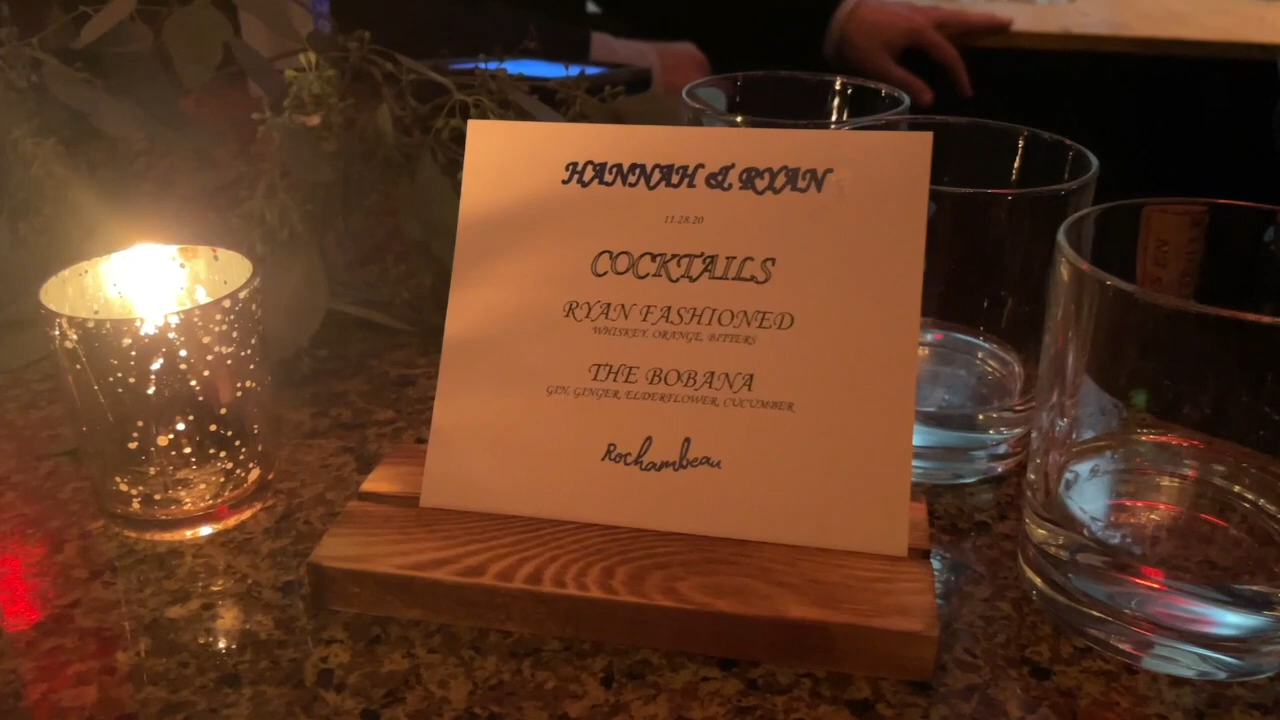 HANNAH & RYAN
11.28.20
COCKTAILS
RYAN FASHIONED
WHISKEY, ORANGE, BITTERS
THE BOBANA
GIN, GINGER, ELDERFLOWER, CUCUMBER
Rochambeau